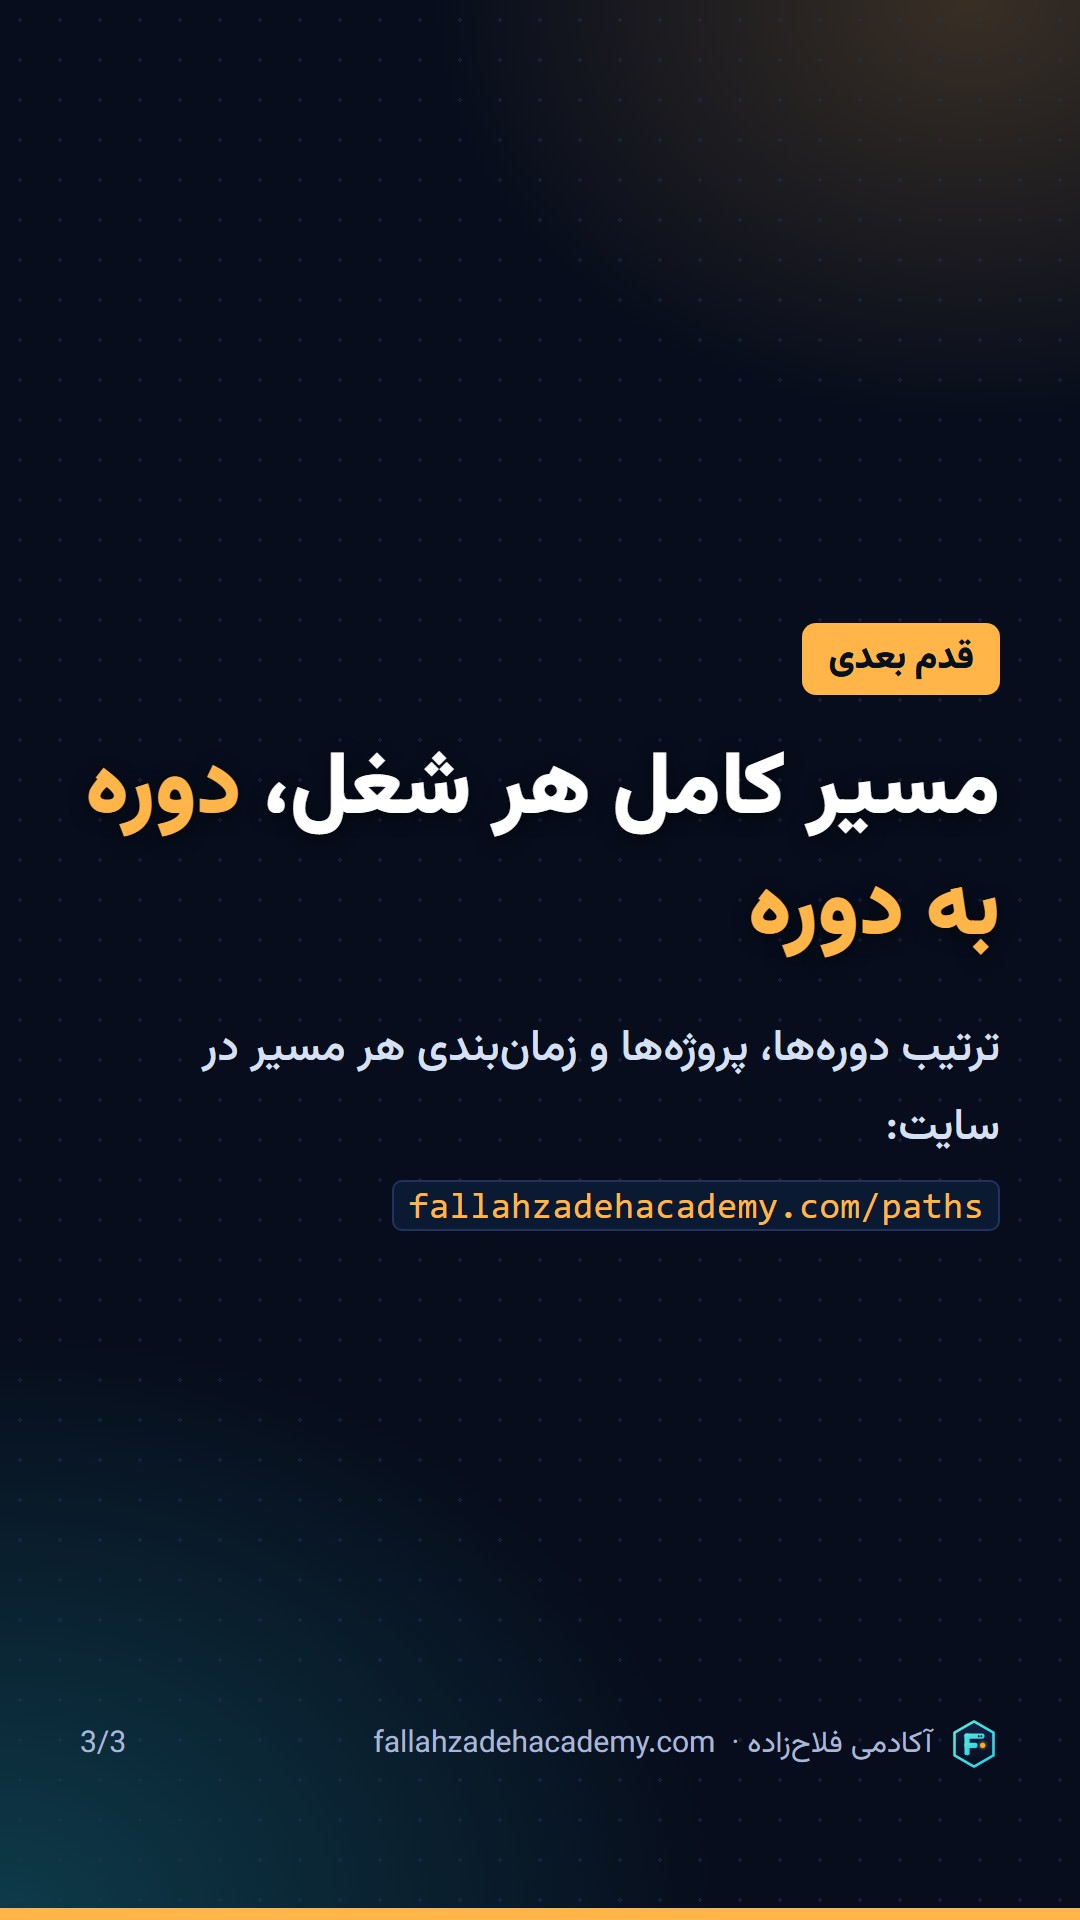 قدم بعدی
مسیر کامل هر شغل، دوره
به دوره
ترتیب دوره‌ها، پروژه‌ها و زمان‌بندی هر مسیر در
سایت:
fallahzadehacademy.com/paths
آکادمی فلاح‌زاده · fallahzadehacademy.com
3/3